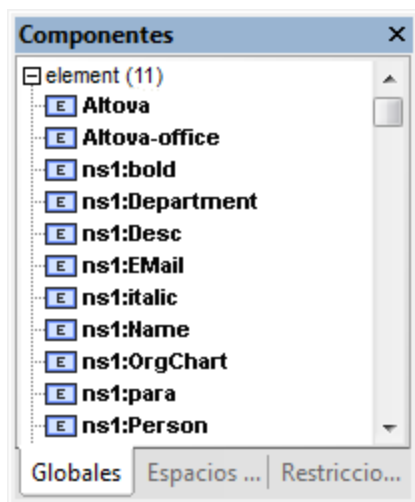 Componentes
element (11)
E Altova
E Altova-office
E ns1:bold
E ns1:Department
E ns1:Desc
E ns1:EMail
E ns1:italic
E ns1:Name
E ns1:OrgChart
E ns1:para
E ns1:Person
Globales Espacios ... Restriccio...